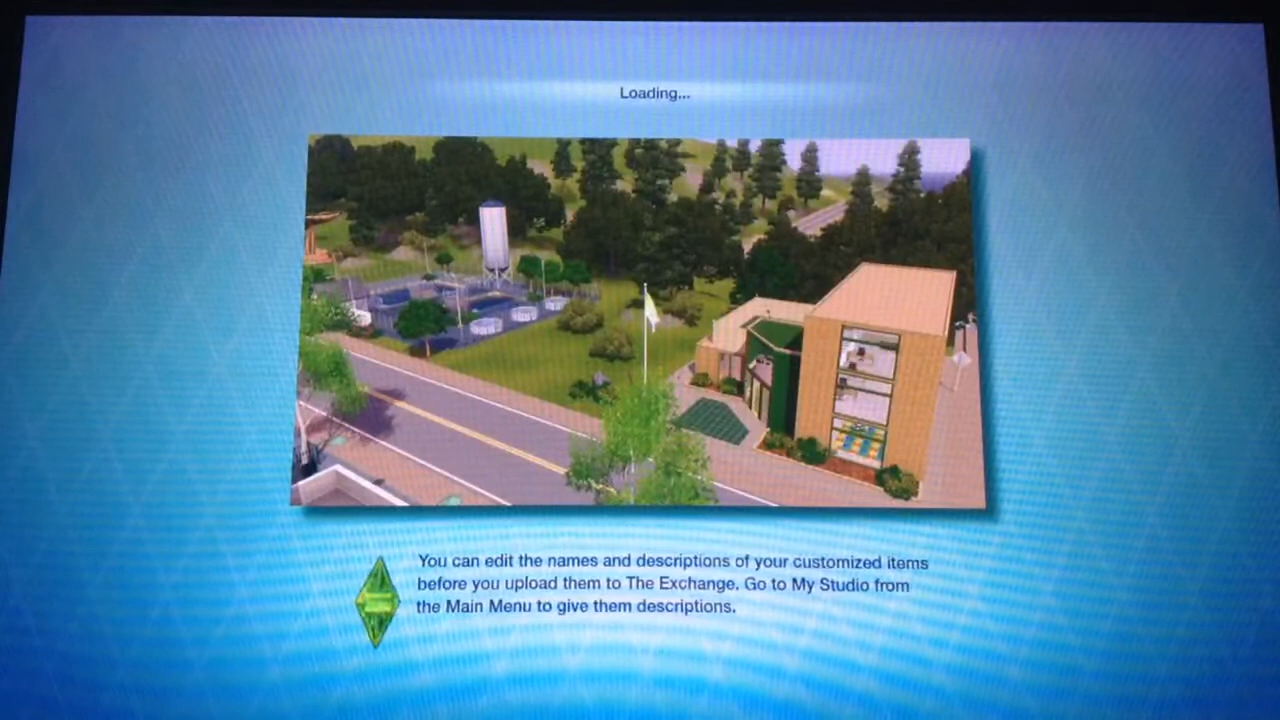 Loading...
You can edit the names and descriptions of your customized items
before you upload them to The Exchange. Go to My Studio from
the Main Menu to give them descriptions.